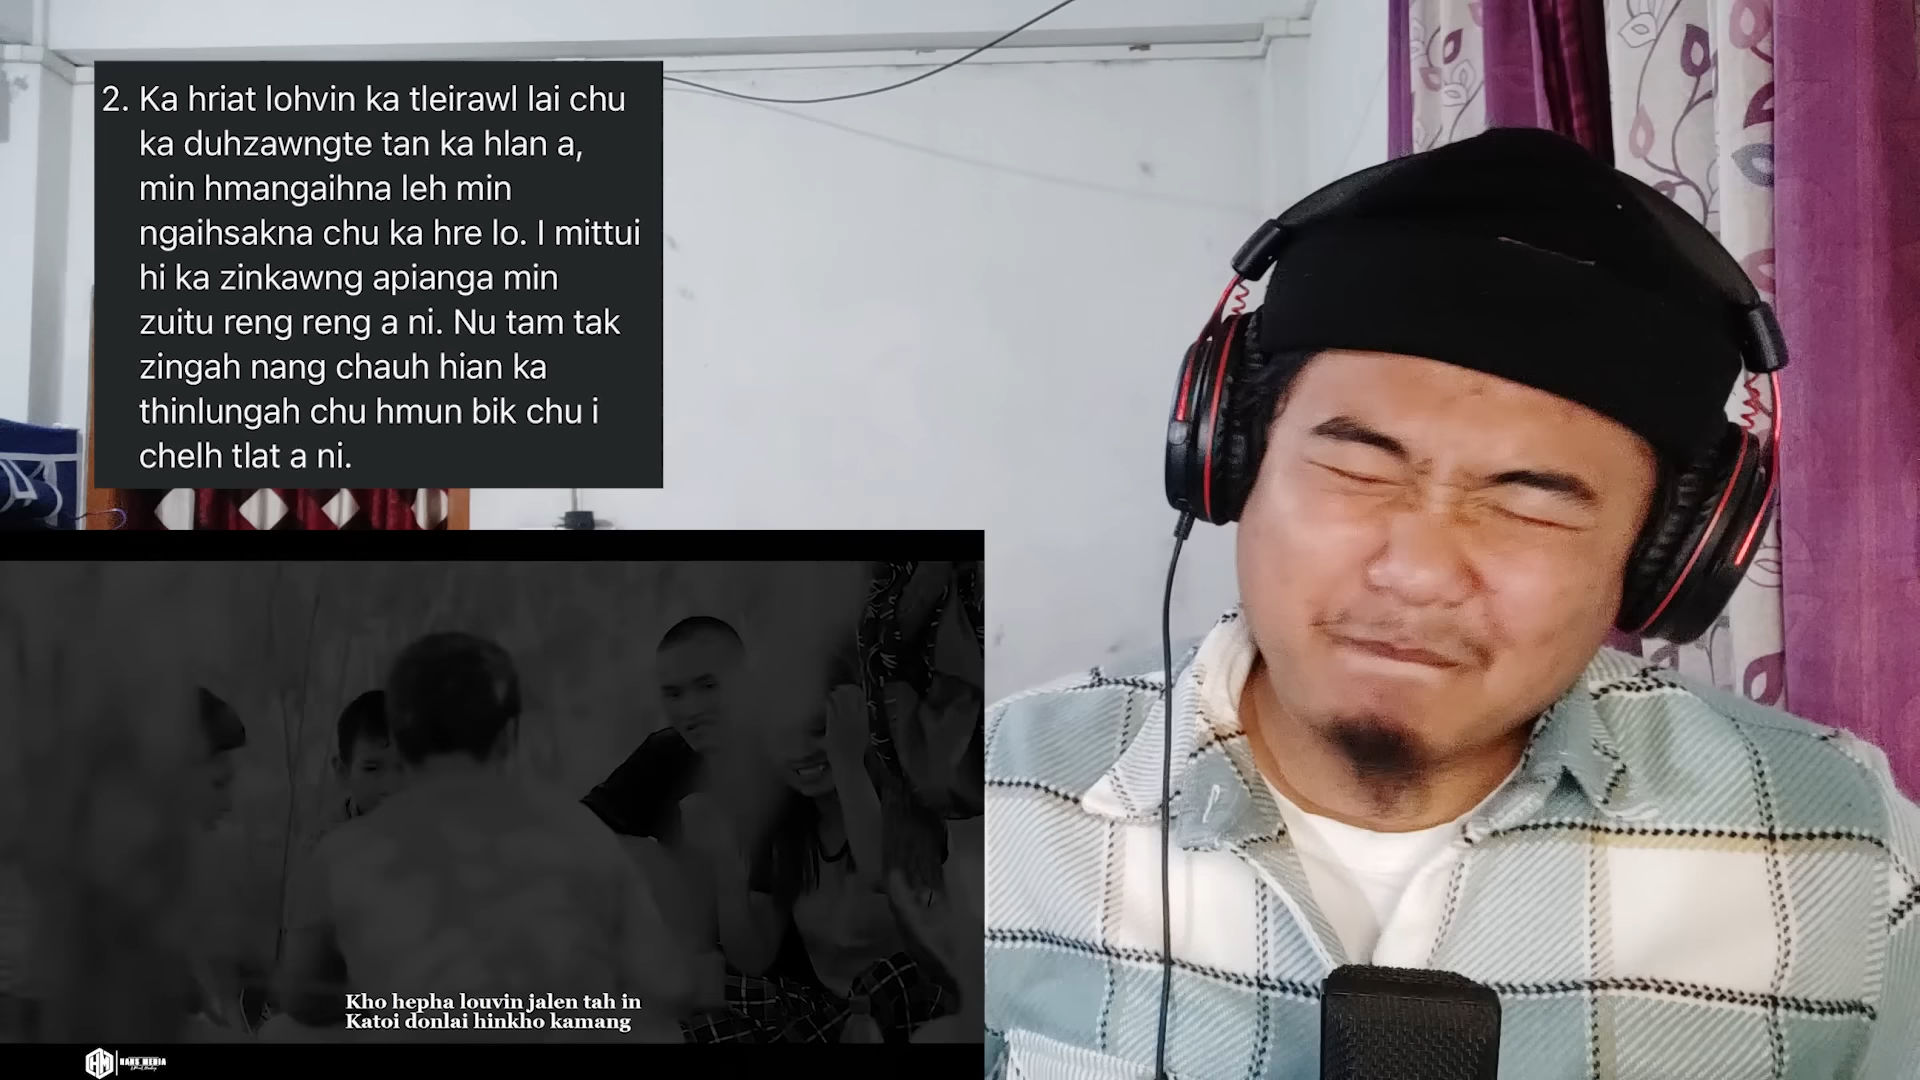 2. Ka hriat lohvin ka tleirawl lai chu
ka duhzawngte tan ka hlan a,
min hmangaihna leh min
ngaihsakna chu ka hre lo. I mittui
hi ka zinkawng apianga min
zuitu reng reng a ni. Nu tam tak
zingah nang chauh hian ka
thinlungah chu hmun bik chu i
chelh tlat a ni.
Kho hepha louvin jalen tah in
Katoi donlai hinkho kamang
HM
HAHS MEDIA